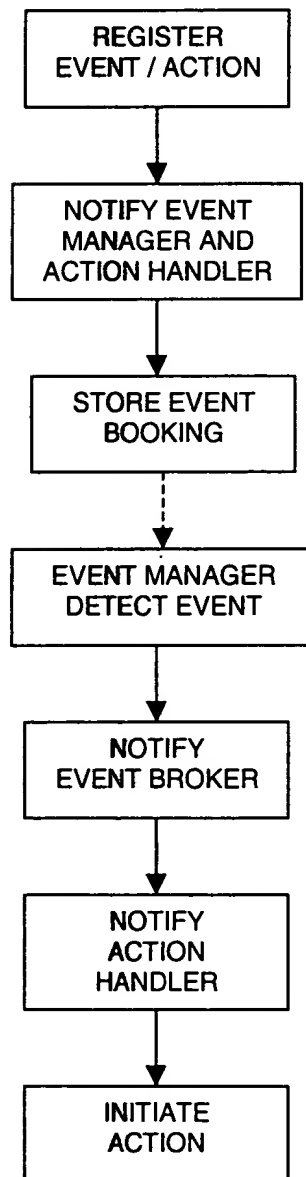 REGISTER
EVENT / ACTION
NOTIFY EVENT
MANAGER AND
ACTION HANDLER
STORE EVENT
BOOKING
EVENT MANAGER
DETECT EVENT
NOTIFY
EVENT BROKER
NOTIFY
ACTION
HANDLER
INITIATE
ACTION